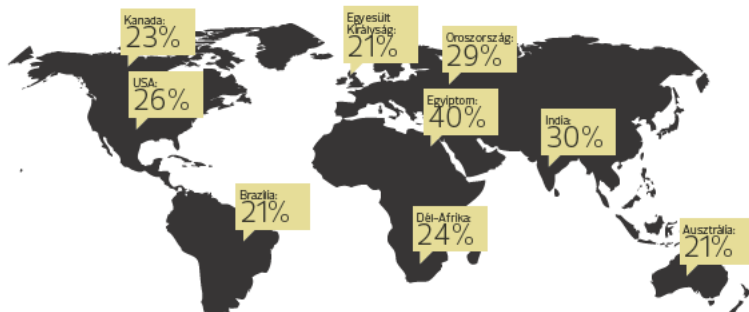 Kanada:
23%
USA:
26%
Egyesült
Királyság:
21%
Oroszország:
29%
Egyiptom:
40%
India:
30%
Brazília:
21%
Dél-Afrika:
24%
Ausztrália:
21%